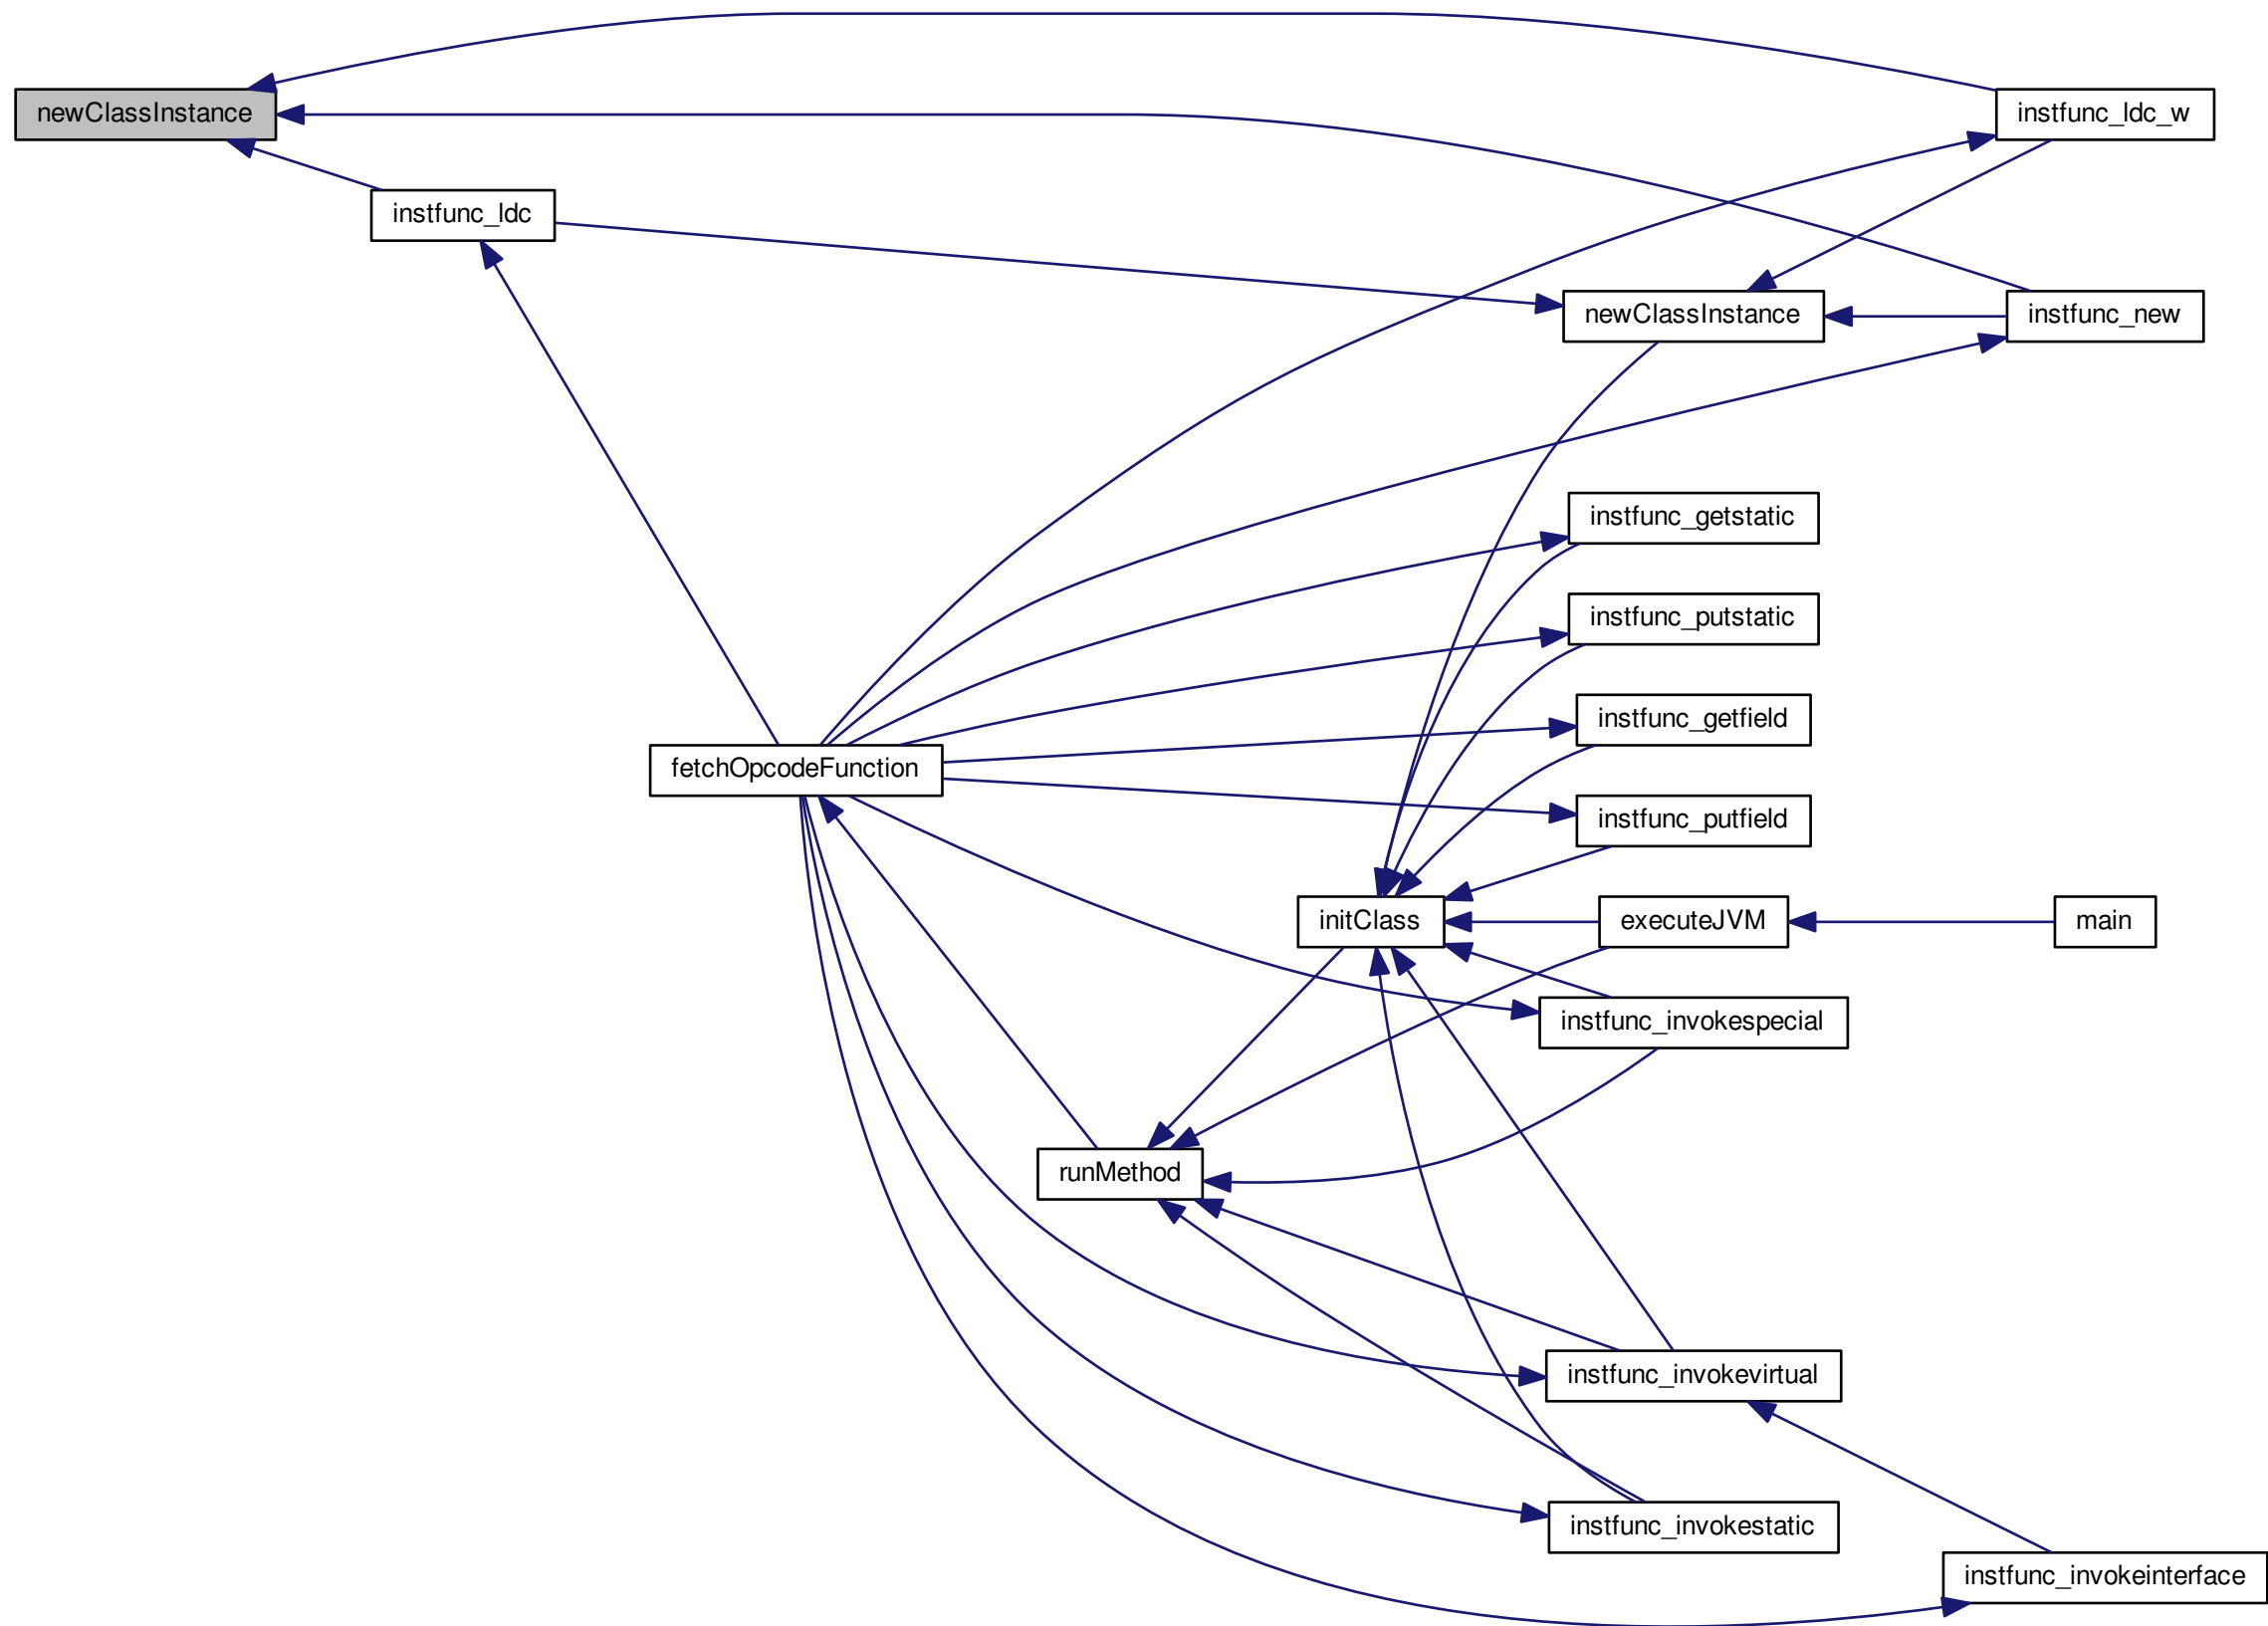 newClassInstance
instfunc_ldc_w
instfunc_ldc
newClassInstance
instfunc_new
instfunc_getstatic
instfunc_putstatic
instfunc_getfield
fetchOpcodeFunction
instfunc_putfield
initClass
executeJVM
main
instfunc_invokespecial
runMethod
instfunc_invokevirtual
instfunc_invokestatic
instfunc_invokeinterface